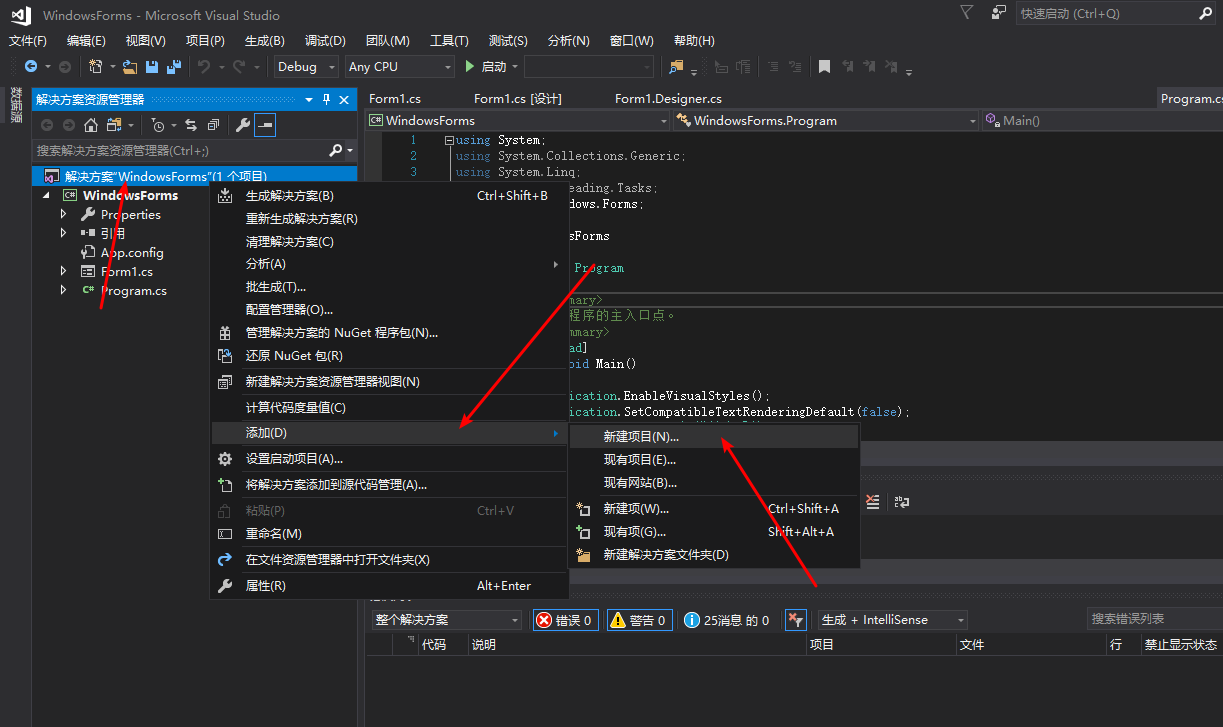 WindowsForms - Microsoft Visual Studio
快速启动 (Ctrl+Q)
文件(F) 编辑(E) 视图(V) 项目(P) 生成(B) 调试(D) 团队(M) 工具(T) 测试(S) 分析(N) 窗口(W) 帮助(H)
Debug Any CPU 启动
数据源
解决方案资源管理器
搜索解决方案资源管理器(Ctrl+;)
解决方案"WindowsForms"(1 个项目)
WindowsForms
Properties
引用
App.config
Form1.cs
Program.cs
Form1.cs Form1.cs [设计] Form1.Designer.cs Program.cs
WindowsForms WindowsForms.Program Main()
1 using System;
2 using System.Collections.Generic;
3 using System.Linq;
eading.Tasks;
dows.Forms;
sForms
Program
mary>
程序的主入口点。
mmary>
ad]
oid Main()
ication.EnableVisualStyles();
ication.SetCompatibleTextRenderingDefault(false);
生成解决方案(B) Ctrl+Shift+B
重新生成解决方案(R)
清理解决方案(C)
分析(A)
批生成(T)...
配置管理器(O)...
管理解决方案的 NuGet 程序包(N)...
还原 NuGet 包(R)
新建解决方案资源管理器视图(N)
计算代码度量值(C)
添加(D)
设置启动项目(A)...
将解决方案添加到源代码管理(A)...
粘贴(P) Ctrl+V
重命名(M)
在文件资源管理器中打开文件夹(X)
属性(R) Alt+Enter
新建项目(N)...
现有项目(E)...
现有网站(B)...
新建项(W)... Ctrl+Shift+A
现有项(G)... Shift+Alt+A
新建解决方案文件夹(D)
整个解决方案 错误 0 警告 0 25消息 的 0 生成 + IntelliSense 搜索错误列表
代码 说明 项目 文件 行 禁止显示状态